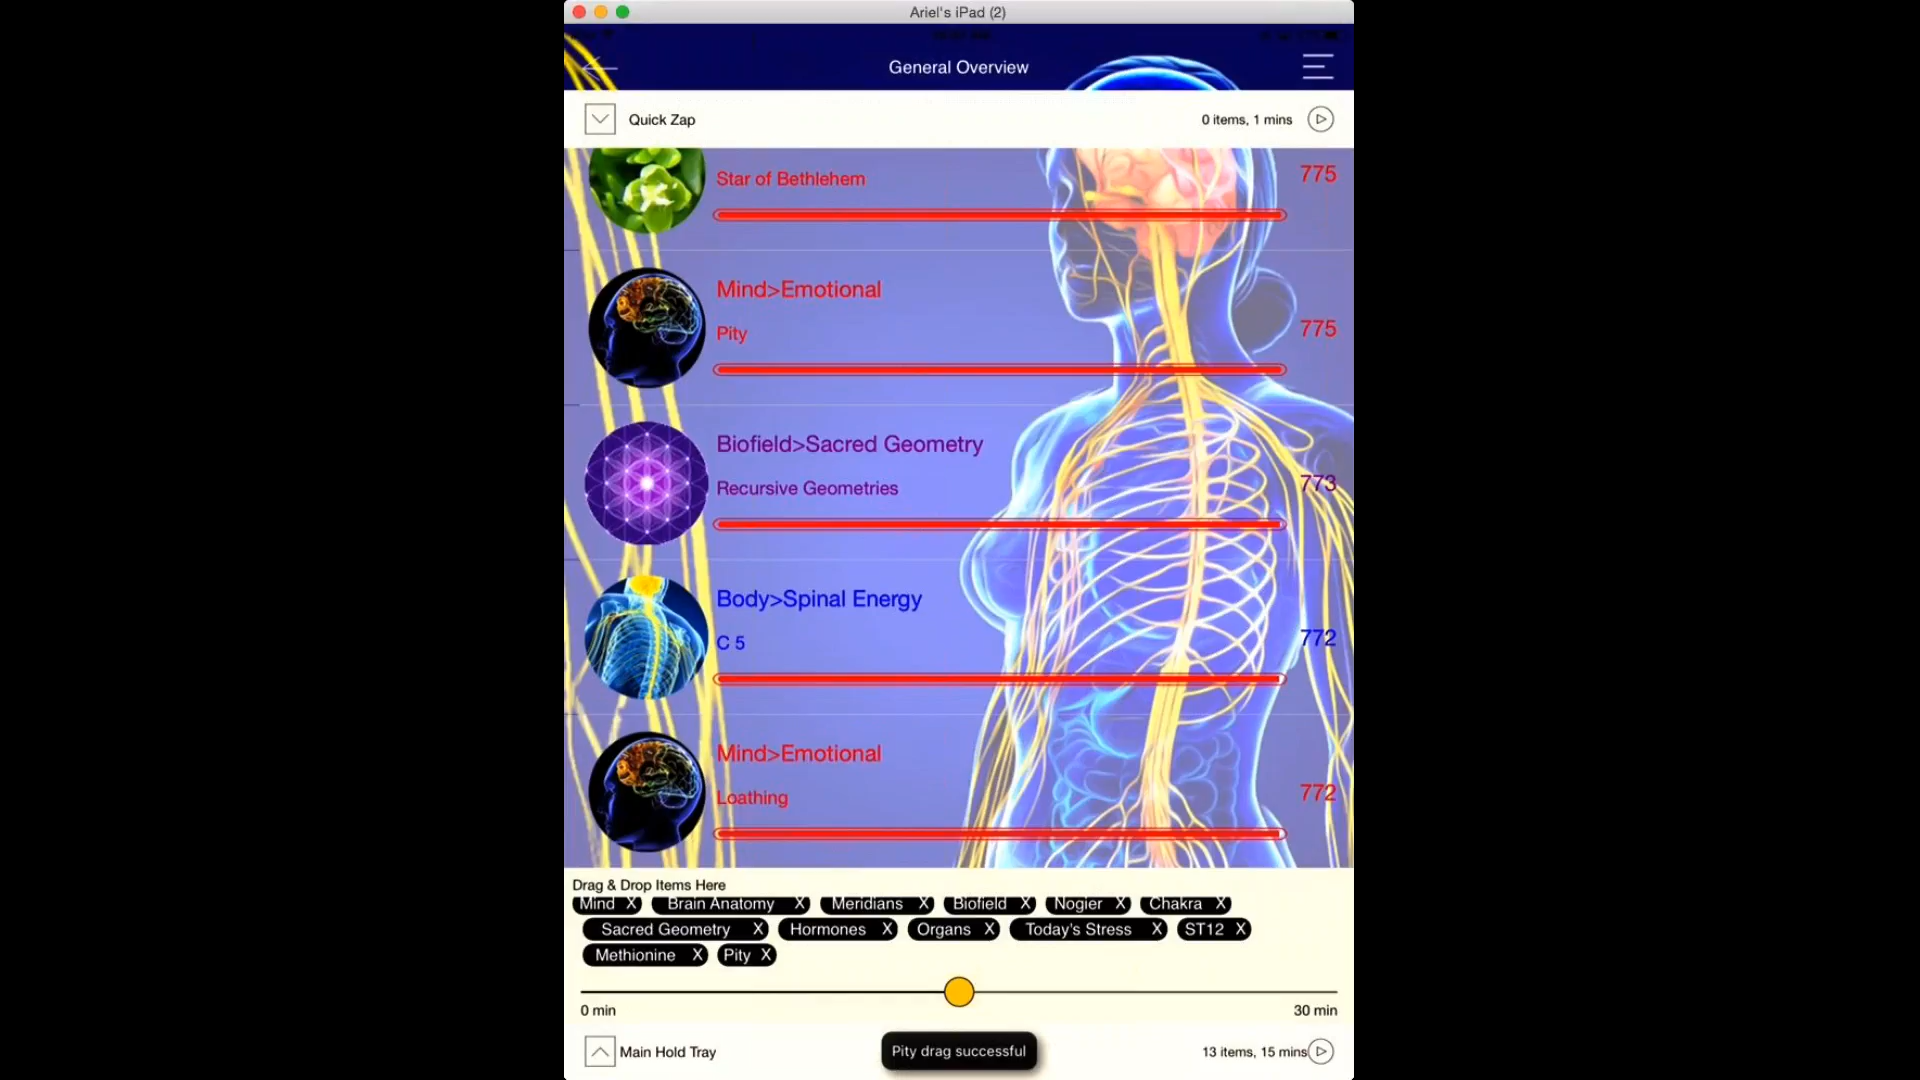 Ariel's iPad (2)
General Overview
Quick Zap
0 items, 1 mins
Star of Bethlehem
775
Mind>Emotional
Pity
775
Biofield>Sacred Geometry
Recursive Geometries
773
Body>Spinal Energy
C 5
772
Mind>Emotional
Loathing
772
Drag & Drop Items Here
Mind X Brain Anatomy X Meridians X Biofield X Nogier X Chakra X
Sacred Geometry X Hormones X Organs X Today's Stress X ST12 X
Methionine X Pity X
0 min
30 min
Main Hold Tray
Pity drag successful
13 items, 15 mins